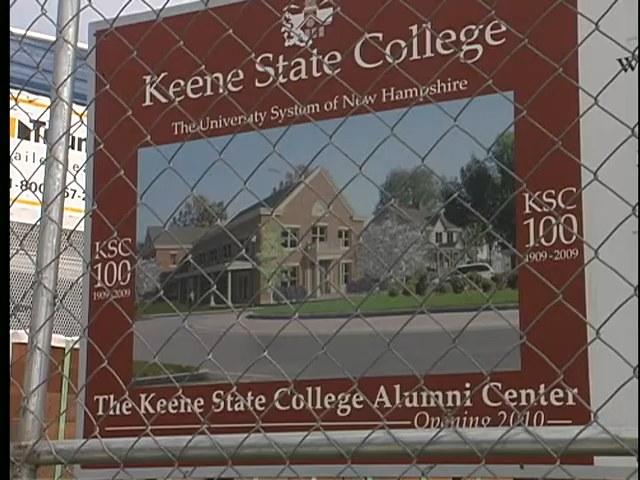 Keene State College
The University System of New Hampshire
KSC
100
1909-2009
KSC
100
1909-2009
The Keene State College Alumni Center
Opening 2010